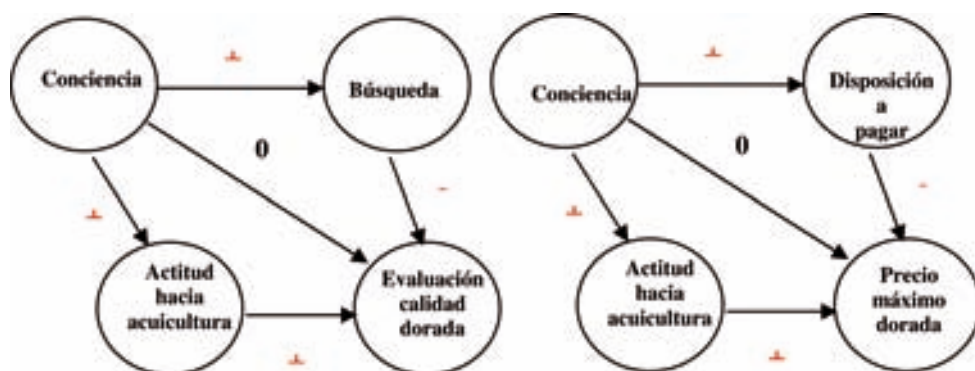 Conciencia
Búsqueda
0
-
Actitud
hacia
acuicultura
Evaluación
calidad
dorada
Conciencia
Disposición
a
pagar
0
-
Actitud
hacia
acuicultura
Precio
máximo
dorada